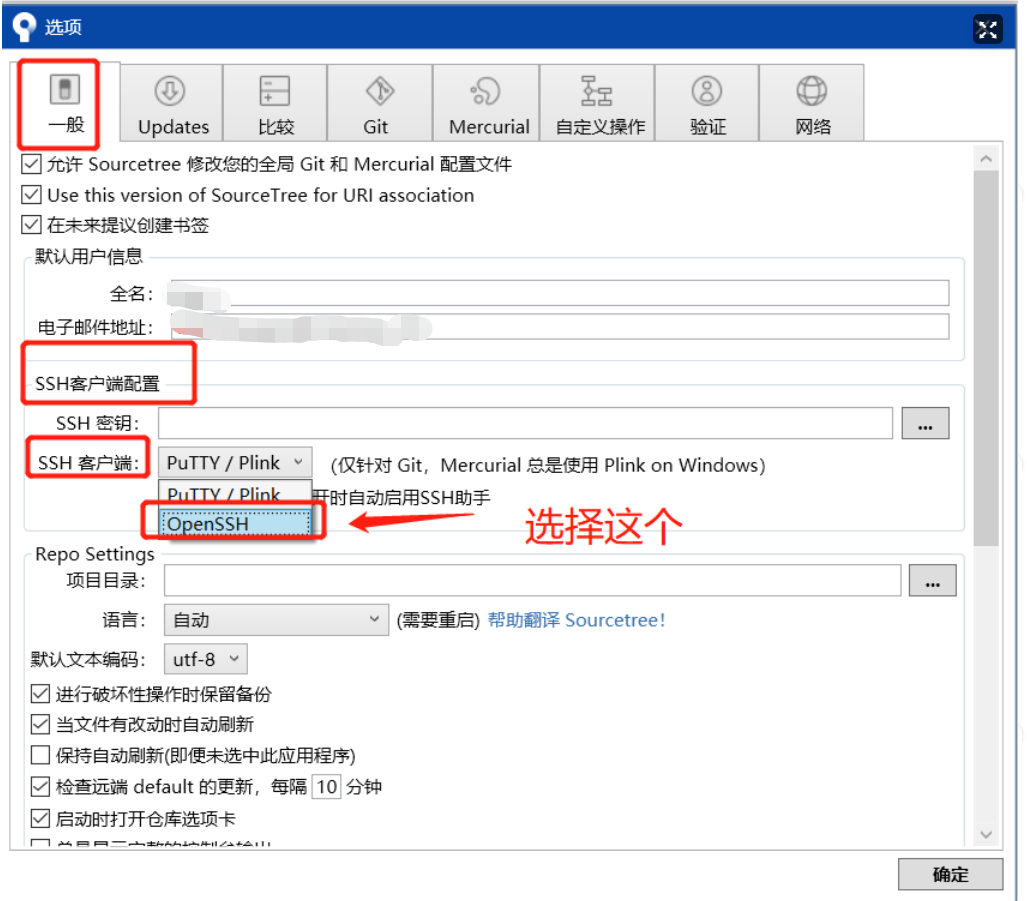 选项
一般
Updates
比较
Git
Mercurial
自定义操作
验证
网络
允许 Sourcetree 修改您的全局 Git 和 Mercurial 配置文件
Use this version of SourceTree for URI association
在未来提议创建书签
默认用户信息
全名：
电子邮件地址：
SSH客户端配置
SSH 密钥：
...
SSH 客户端：
PuTTY / Plink
(仅针对 Git，Mercurial 总是使用 Plink on Windows)
PuTTY / Plink
开时自动启用SSH助手
OpenSSH
选择这个
Repo Settings
项目目录：
...
语言：
自动
(需要重启) 帮助翻译 Sourcetree！
默认文本编码：
utf-8
进行破坏性操作时保留备份
当文件有改动时自动刷新
保持自动刷新(即便未选中此应用程序)
检查远端 default 的更新，每隔 10 分钟
启动时打开仓库选项卡
确定